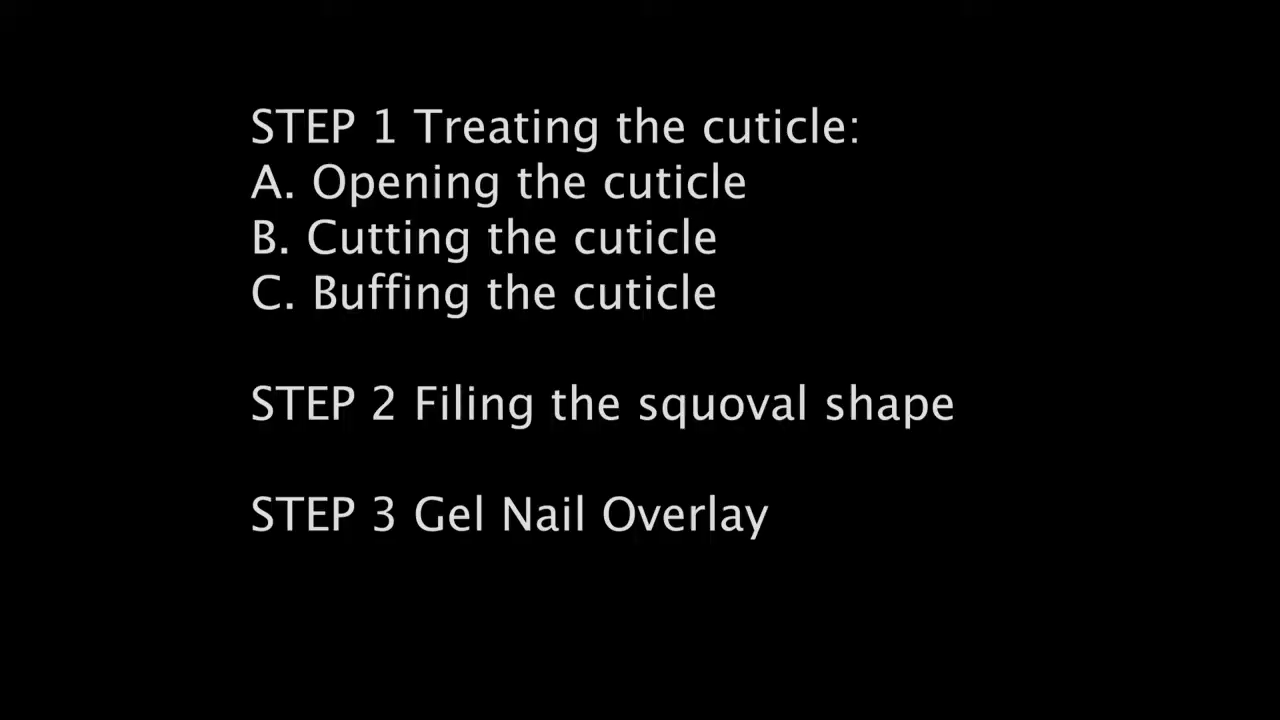 STEP 1 Treating the cuticle:
A. Opening the cuticle
B. Cutting the cuticle
C. Buffing the cuticle
STEP 2 Filing the squoval shape
STEP 3 Gel Nail Overlay